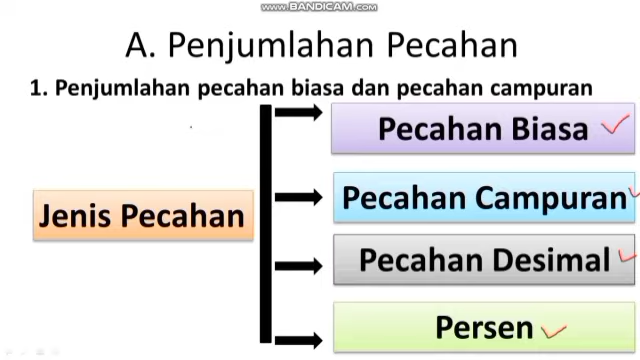 www.BANDICAM.com
A. Penjumlahan Pecahan
1. Penjumlahan pecahan biasa dan pecahan campuran
Pecahan Biasa
Jenis Pecahan
Pecahan Campuran
Pecahan Desimal
Persen